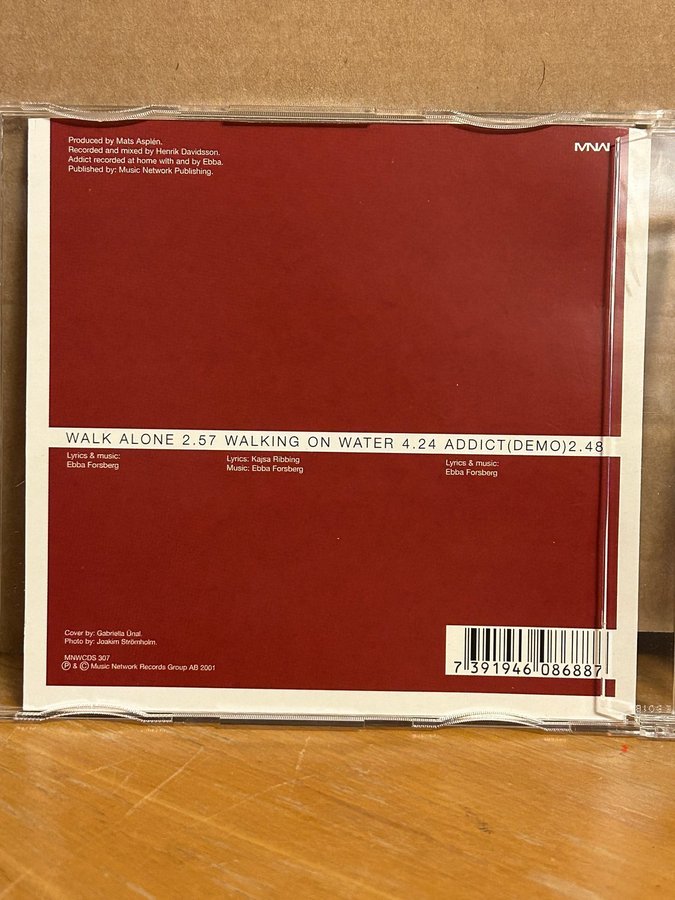 Produced by Mats Asplén.
Recorded and mixed by Henrik Davidsson.
Addict recorded at home with and by Ebba.
Published by: Music Network Publishing.
MNW
WALK ALONE 2.57 WALKING ON WATER 4.24 ADDICT(DEMO)2.48
Lyrics & music:
Ebba Forsberg
Lyrics: Kajsa Ribbing
Music: Ebba Forsberg
Lyrics & music:
Ebba Forsberg
Cover by: Gabriella Ünal.
Photo by: Joakim Strömholm.
MNWCDS 307
Ⓟ & © Music Network Records Group AB 2001
7 391946 086887